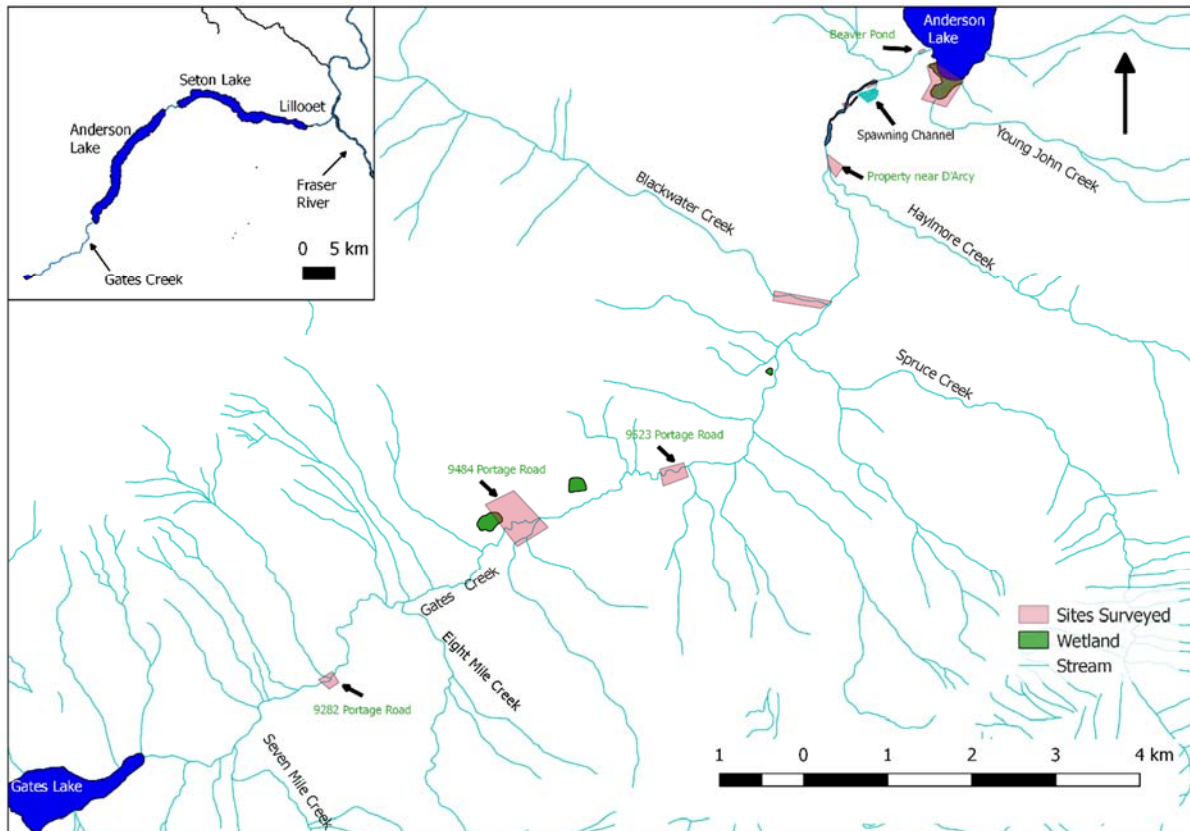 Seton Lake
Lillooet
Anderson
Lake
Fraser
River
0 5 km
Gates Creek
Beaver Pond
Anderson
Lake
Spawning Channel
Young John Creek
Property near D'Arcy
Blackwater Creek
Haylmore Creek
Spruce Creek
9523 Portage Road
9484 Portage Road
Gates Creek
Eight Mile Creek
9282 Portage Road
Seven Mile Creek
Gates Lake
Sites Surveyed
Wetland
Stream
1 0 1 2 3 4 km